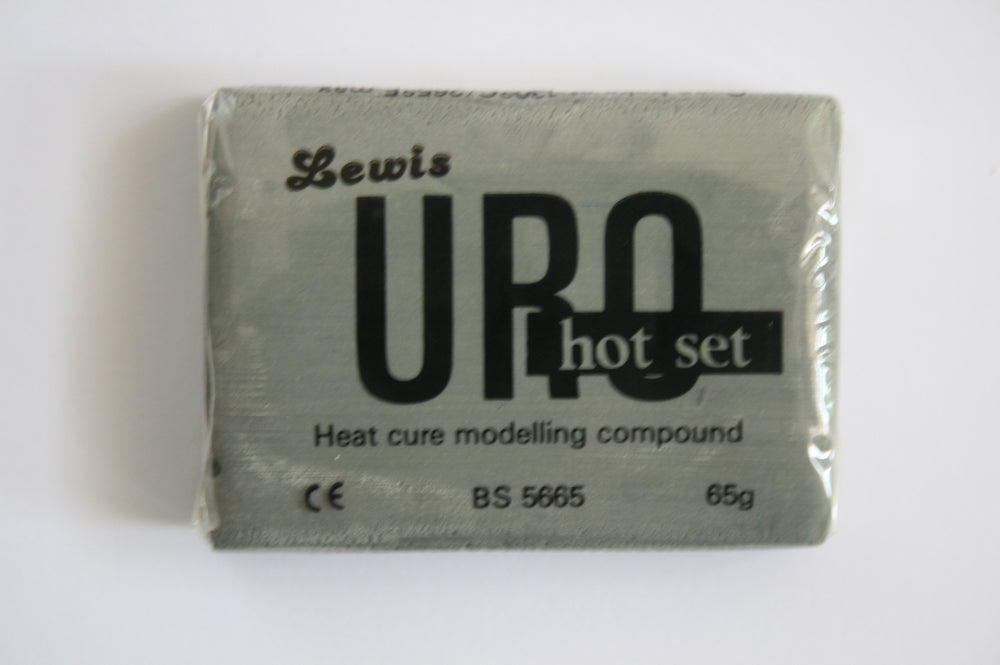 Lewis
URO
hot set
Heat cure modelling compound
CE BS 5665 65g